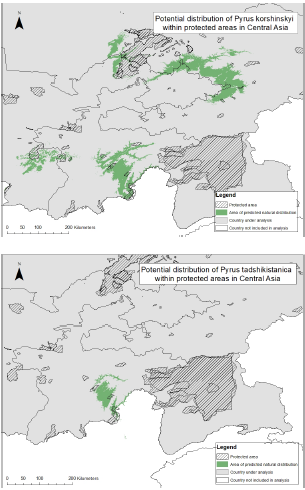 N
Potential distribution of Pyrus korshinskyi
within protected areas in Central Asia
Legend
Protected area
Area of predicted natural distribution
Country under analysis
Country not included in analysis
0 50 100 200 Kilometers
N
Potential distribution of Pyrus tadshikistanica
within protected areas in Central Asia
Legend
Protected area
Area of predicted natural distribution
Country under analysis
Country not included in analysis
0 50 100 200 Kilometers